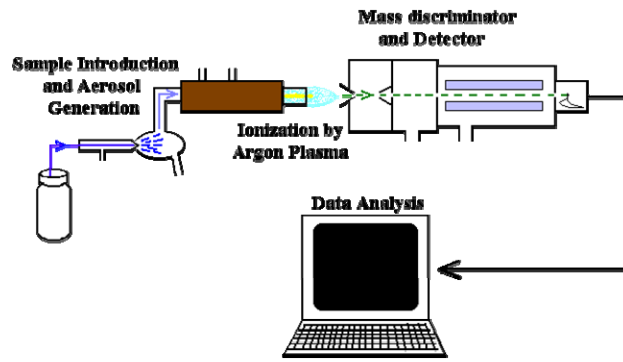 Mass discriminator
and Detector
Sample Introduction
and Aerosol
Generation
Ionization by
Argon Plasma
Data Analysis